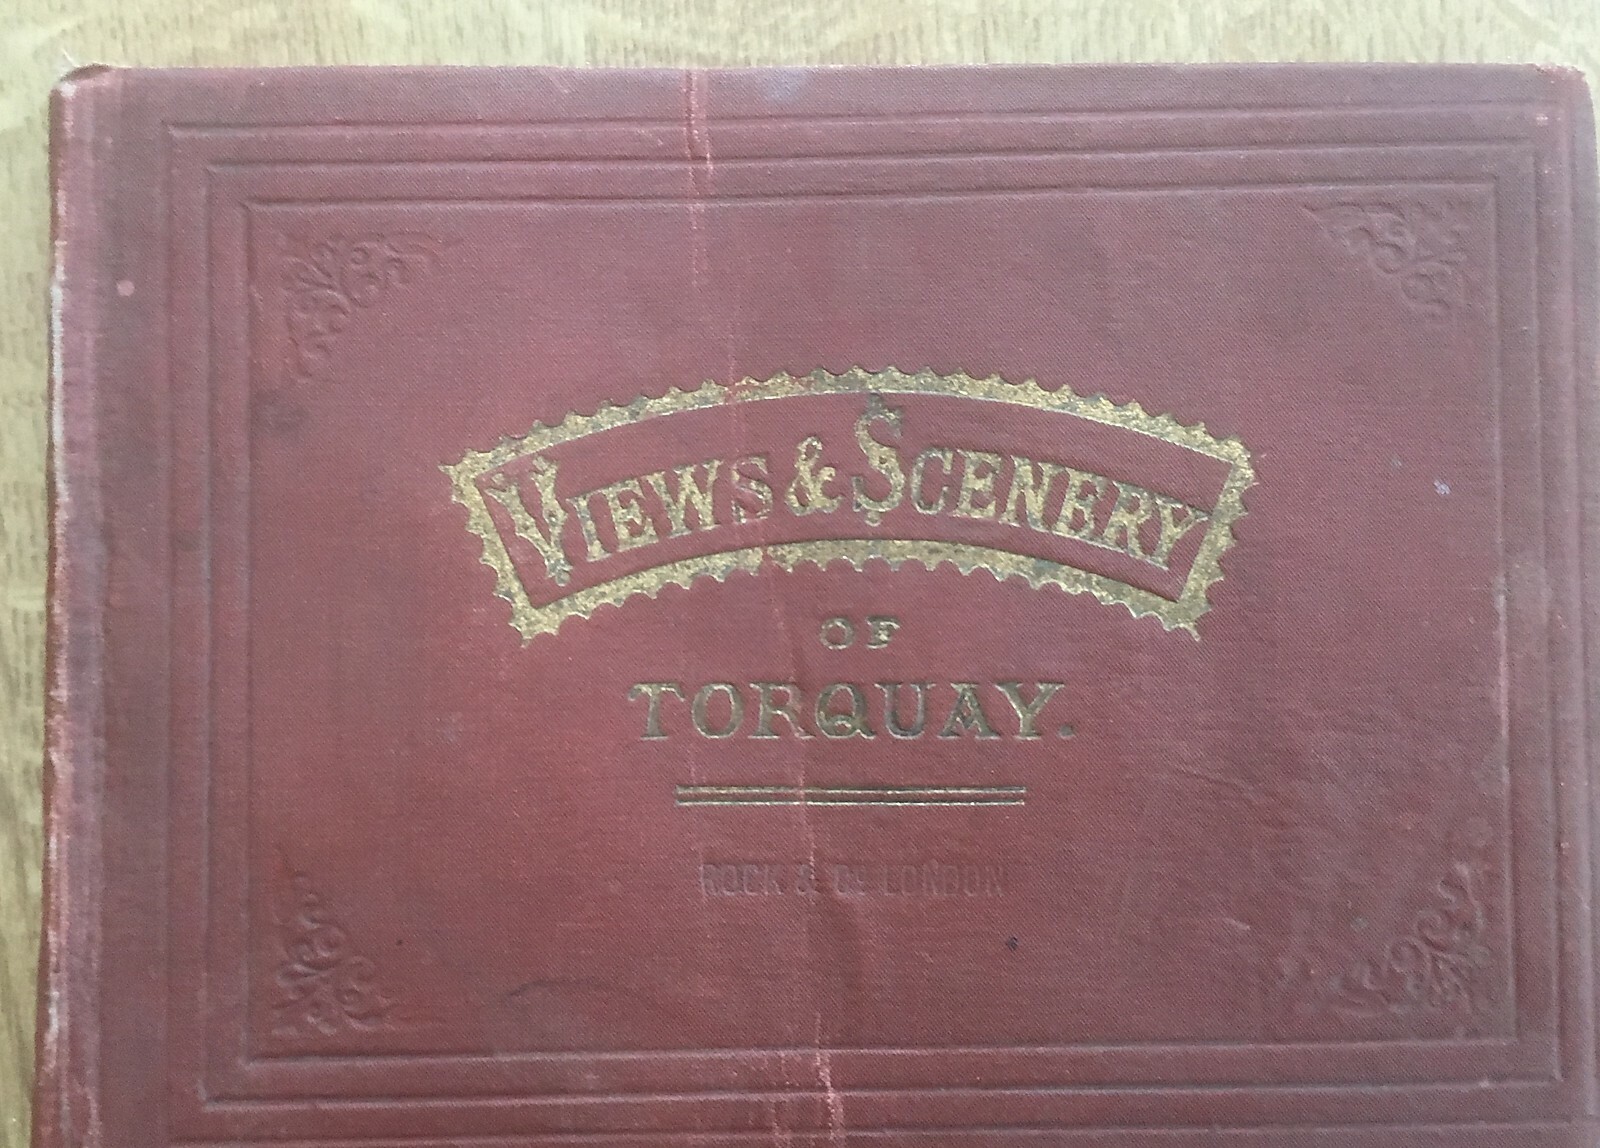 VIEWS & SCENERY
OF
TORQUAY.
ROCK & Co LONDON